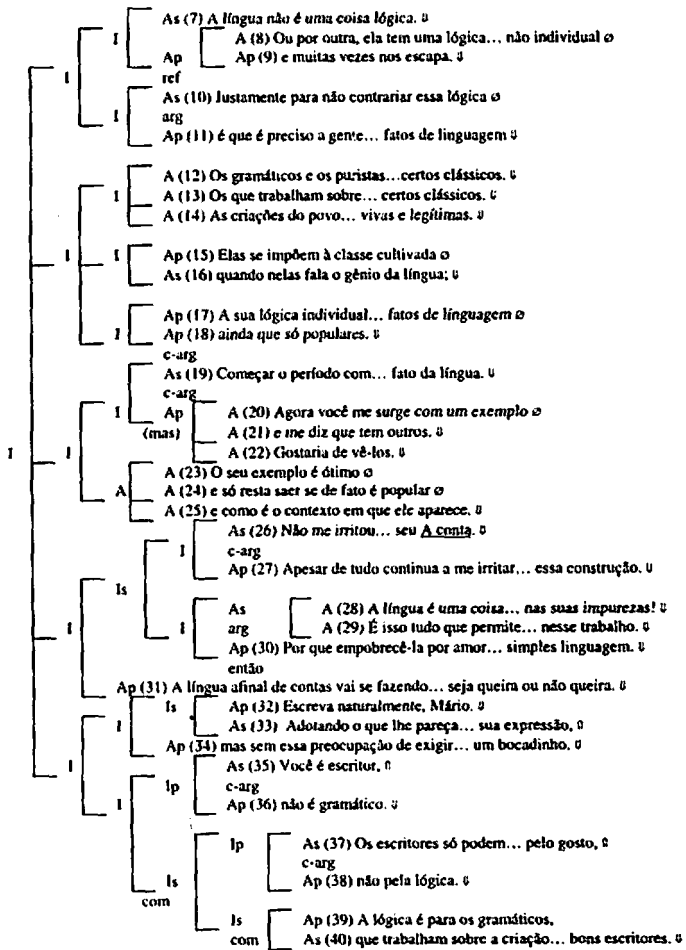 As (7) A língua não é uma coisa lógica. ⇩
I
A (8) Ou por outra, ela tem uma lógica... não individual ø
Ap
Ap (9) e muitas vezes nos escapa. ⇩
ref
I
As (10) Justamente para não contrariar essa lógica ø
I arg
Ap (11) é que é preciso a gente... fatos de linguagem ⇩
A (12) Os gramáticos e os puristas...certos clássicos. ⇩
I A (13) Os que trabalham sobre... certos clássicos. ⇩
A (14) As criações do povo... vivas e legítimas. ⇩
I I Ap (15) Elas se impõem à classe cultivada ø
As (16) quando nelas fala o gênio da língua; ⇩
Ap (17) A sua lógica individual... fatos de línguagem ø
I Ap (18) ainda que só populares. ⇩
c-arg
As (19) Começar o período com... fato da língua. ⇩
I c-arg
Ap A (20) Agora você me surge com um exemplo ø
(mas) A (21) e me diz que tem outros. ⇩
I I A (22) Gostaria de vê-los. ⇩
A (23) O seu exemplo é ótimo ø
A A (24) e só resta saer se de fato é popular ø
A (25) e como é o contexto em que ele aparece. ⇩
As (26) Não me irritou... seu A conta. ⇩
I c-arg
Is Ap (27) Apesar de tudo continua a me irritar... essa construção. ⇩
As A (28) A língua é uma coisa... nas suas impurezas! ⇩
I I arg A (29) É isso tudo que permite... nesse trabalho. ⇩
Ap (30) Por que empobrecê-la por amor... simples linguagem. ⇩
então
Ap (31) A língua afinal de contas vai se fazendo... seja queira ou não queira. ⇩
Is Ap (32) Escreva naturalmente, Mário. ⇩
I As (33) Adotando o que lhe pareça... sua expressão, ⇧
Ap (34) mas sem essa preocupação de exigir... um bocadinho. ⇩
I As (35) Você é escritor, ⇧
Ip c-arg
I Ap (36) não é gramático. ⇩
Ip As (37) Os escritores só podem... pelo gosto, ⇧
c-arg
Is Ap (38) não pela lógica. ⇩
com
Is Ap (39) A lógica é para os gramáticos,
com As (40) que trabalham sobre a criação... bons escritores. ⇩